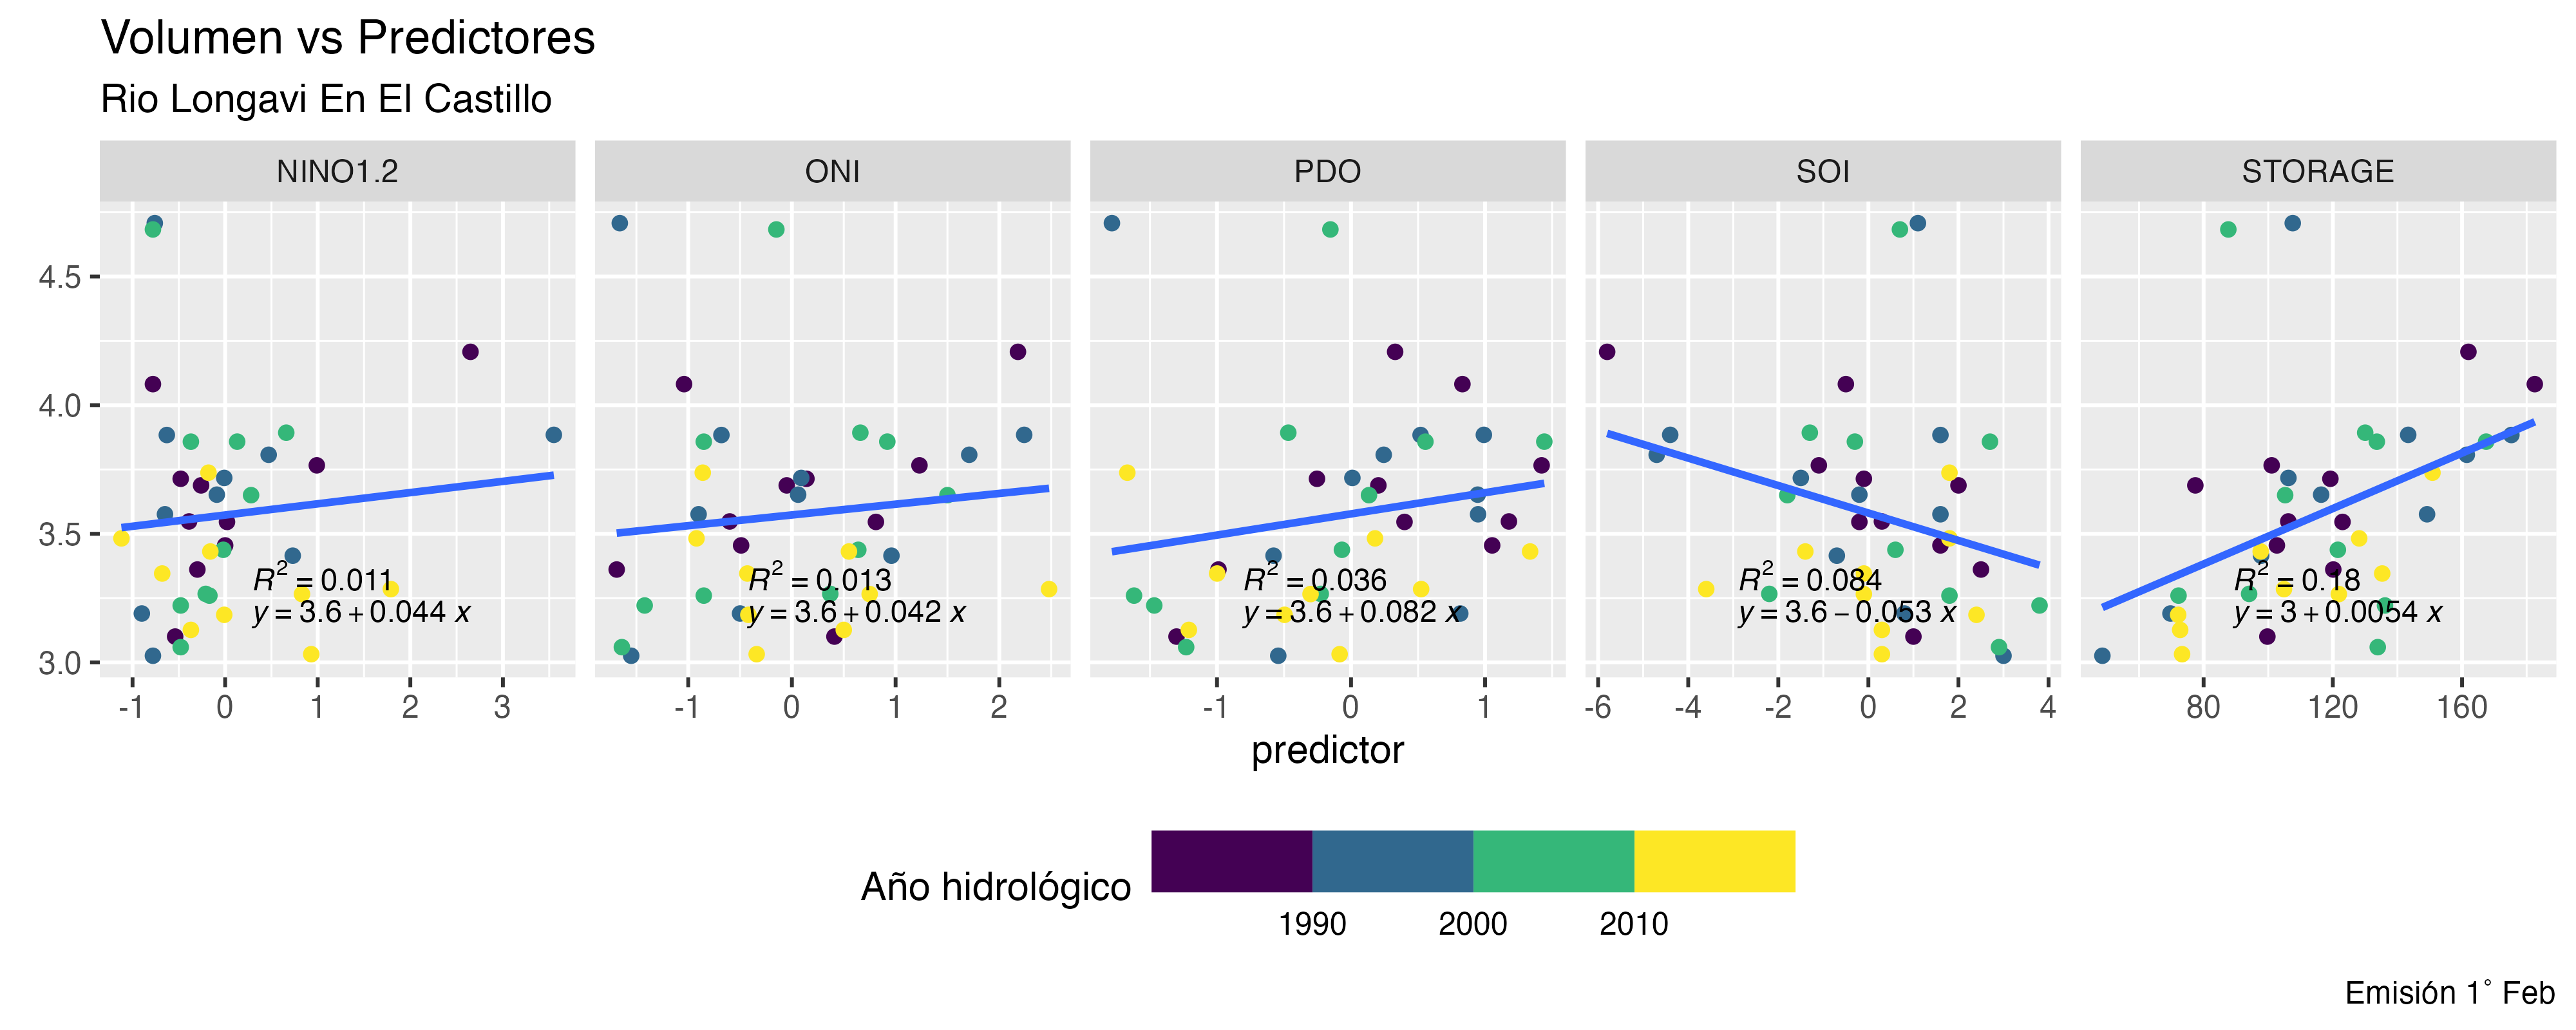 Volumen vs Predictores
Rio Longavi En El Castillo
NINO1.2 ONI PDO SOI STORAGE
4.5
4.0
3.5
3.0
R² = 0.011 R² = 0.013 R² = 0.036 R² = 0.084 R² = 0.18
y = 3.6 + 0.044 x y = 3.6 + 0.042 x y = 3.6 + 0.082 x y = 3.6 − 0.053 x y = 3 + 0.0054 x
-1 0 1 2 3 -1 0 1 2 -1 0 1 -6 -4 -2 0 2 4 80 120 160
predictor
Año hidrológico
1990 2000 2010
Emisión 1° Feb